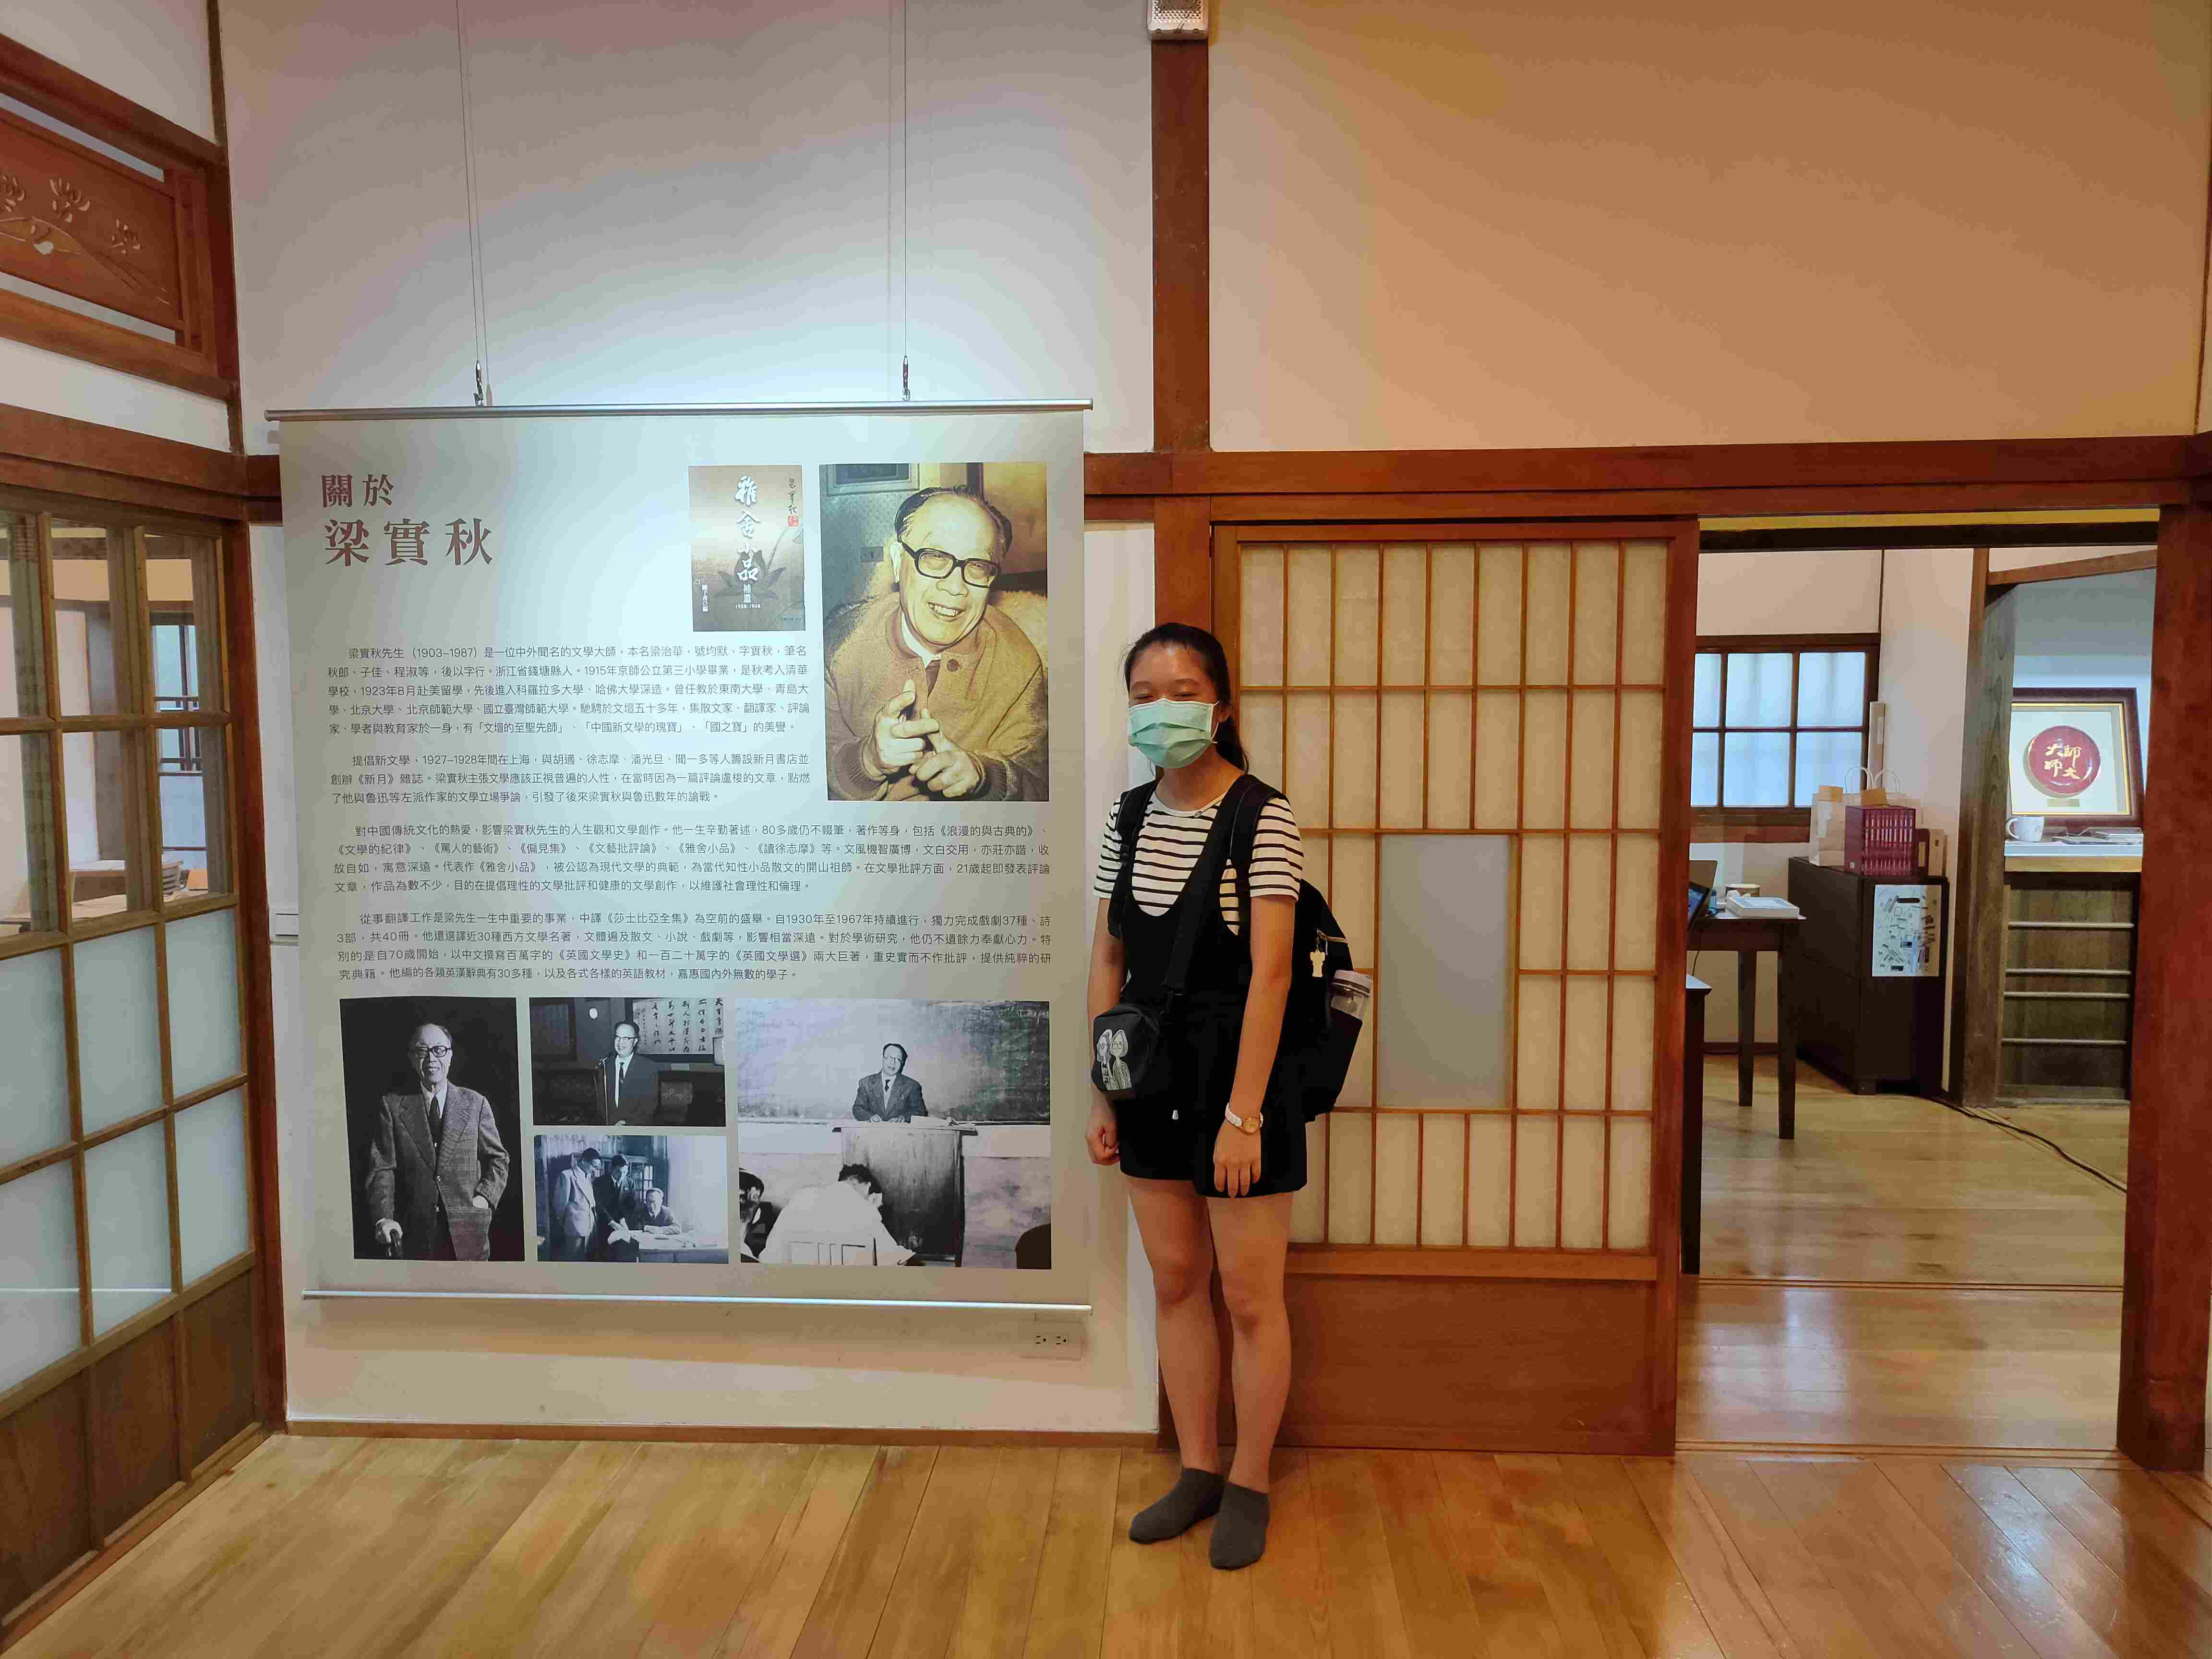 關於
梁實秋
雅舍小品
補遺
1928-1948
梁實秋先生（1903–1987）是一位中外聞名的文學大師，本名梁治華，號均默，字實秋，筆名
秋郎、子佳、程淑等，後以字行。浙江省錢塘縣人。1915年京師公立第三小學畢業，是秋考入清華
學校，1923年8月赴美留學，先後進入科羅拉多大學、哈佛大學深造。曾任教於東南大學、青島大
學、北京大學、北京師範大學、國立臺灣師範大學。馳騁於文壇五十多年，集散文家、翻譯家、評論
家、學者與教育家於一身，有「文壇的至聖先師」、「中國新文學的瑰寶」、「國之寶」的美譽。
提倡新文學，1927–1928年間在上海，與胡適、徐志摩、潘光旦、聞一多等人籌設新月書店並
創辦《新月》雜誌。梁實秋主張文學應該正視普遍的人性，在當時因為一篇評論盧梭的文章，點燃
了他與魯迅等左派作家的文學立場爭論，引發了後來梁實秋與魯迅數年的論戰。
對中國傳統文化的熱愛，影響梁實秋先生的人生觀和文學創作。他一生辛勤著述，80多歲仍不輟筆，著作等身，包括《浪漫的與古典的》、
《文學的紀律》、《罵人的藝術》、《偏見集》、《文藝批評論》、《雅舍小品》、《讀徐志摩》等。文風機智廣博，文白交用，亦莊亦諧，收
放自如，寓意深遠。代表作《雅舍小品》，被公認為現代文學的典範，為當代知性小品散文的開山祖師。在文學批評方面，21歲起即發表評論
文章，作品為數不少，目的在提倡理性的文學批評和健康的文學創作，以維護社會理性和倫理。
從事翻譯工作是梁先生一生中重要的事業，中譯《莎士比亞全集》為空前的盛舉。自1930年至1967年持續進行，獨力完成戲劇37種、詩
3部，共40冊。他還選譯近30種西方文學名著，文體遍及散文、小說、戲劇等，影響相當深遠。對於學術研究，他仍不遺餘力奉獻心力。特
別的是自70歲開始，以中文撰寫百萬字的《英國文學史》和一百二十萬字的《英國文學選》兩大巨著，重史實而不作批評，提供純粹的研
究典籍。他編的各類英漢辭典有30多種，以及各式各樣的英語教材，嘉惠國內外無數的學子。
大師
師大